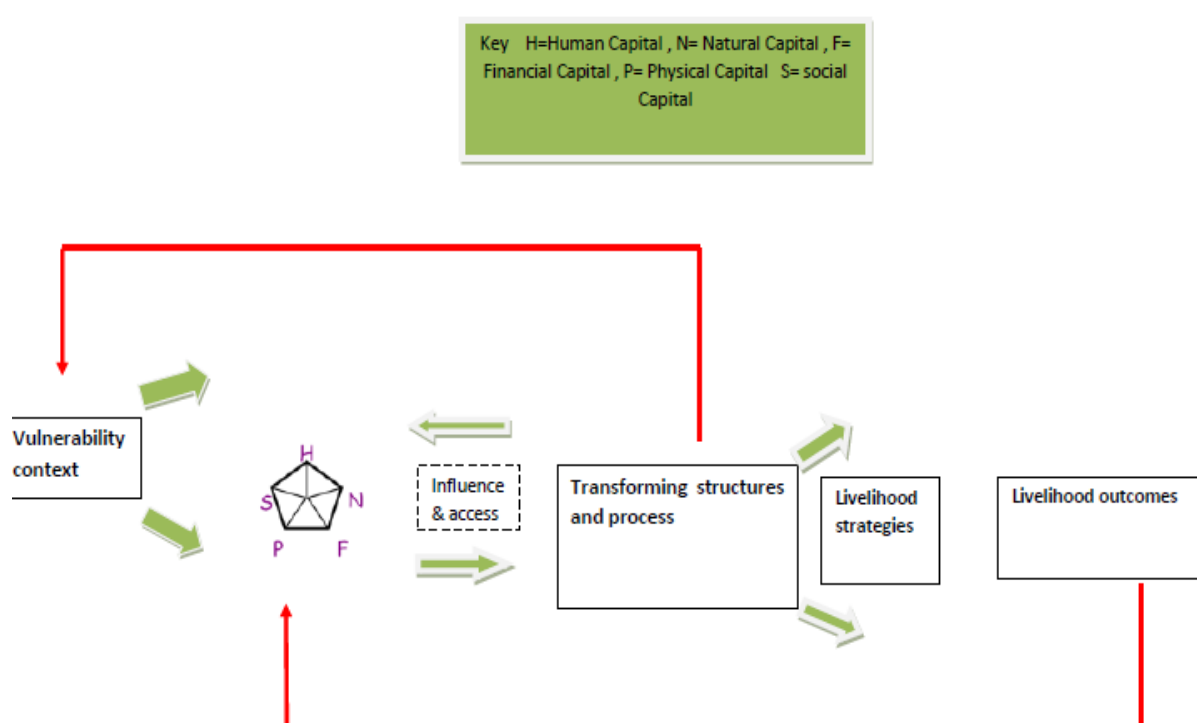 Key H=Human Capital , N= Natural Capital , F=
Financial Capital , P= Physical Capital S= social
Capital
Vulnerability
context
H
S
N
P
F
Influence
& access
Transforming structures
and process
Livelihood
strategies
Livelihood outcomes